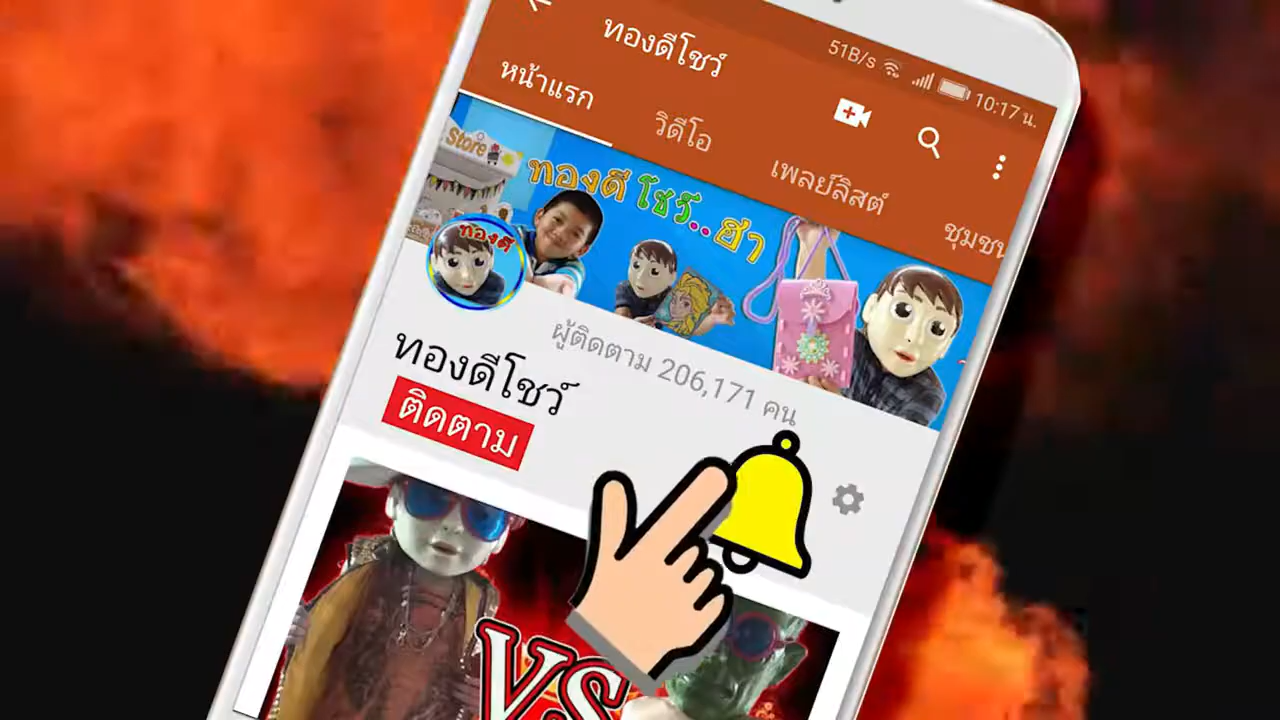 ทองดีโชว์
51B/s
10:17 น.
หน้าแรก
วิดีโอ
เพลย์ลิสต์
ชุมชน
Store
ทองดี โชว์..ฮา
ทองดี
ผู้ติดตาม 206,171 คน
ทองดีโชว์
ติดตาม
VS